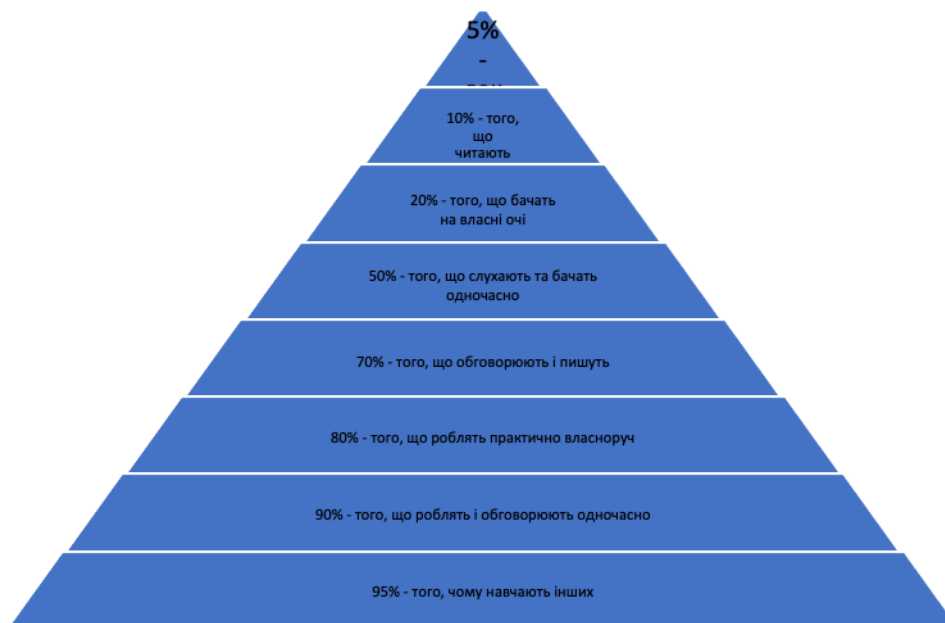 5%
-
10% - того,
що
читають
20% - того, що бачать
на власні очі
50% - того, що слухають та бачать
одночасно
70% - того, що обговорюють і пишуть
80% - того, що роблять практично власноруч
90% - того, що роблять і обговорюють одночасно
95% - того, чому навчають інших